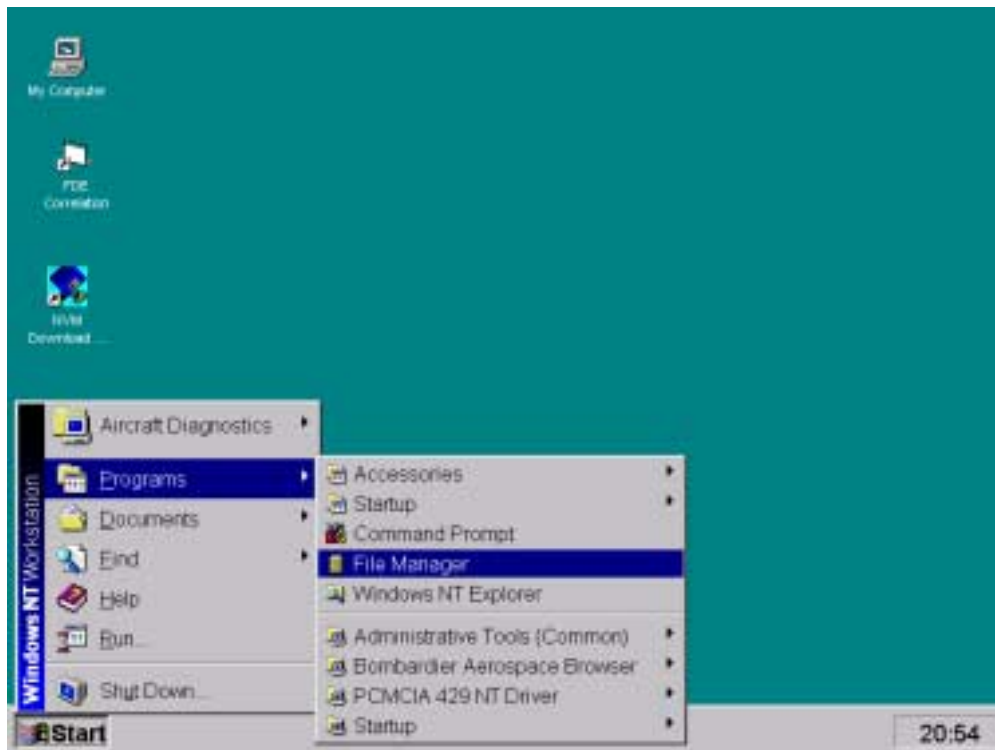 My Computer
FDE
Correlation
NVM
Download ...
Aircraft Diagnostics
Programs
Documents
Find
Help
Run...
Shut Down...
Windows NT Workstation
Accessories
Startup
Command Prompt
File Manager
Windows NT Explorer
Administrative Tools (Common)
Bombardier Aerospace Browser
PCMCIA 429 NT Driver
Startup
Start
20:54